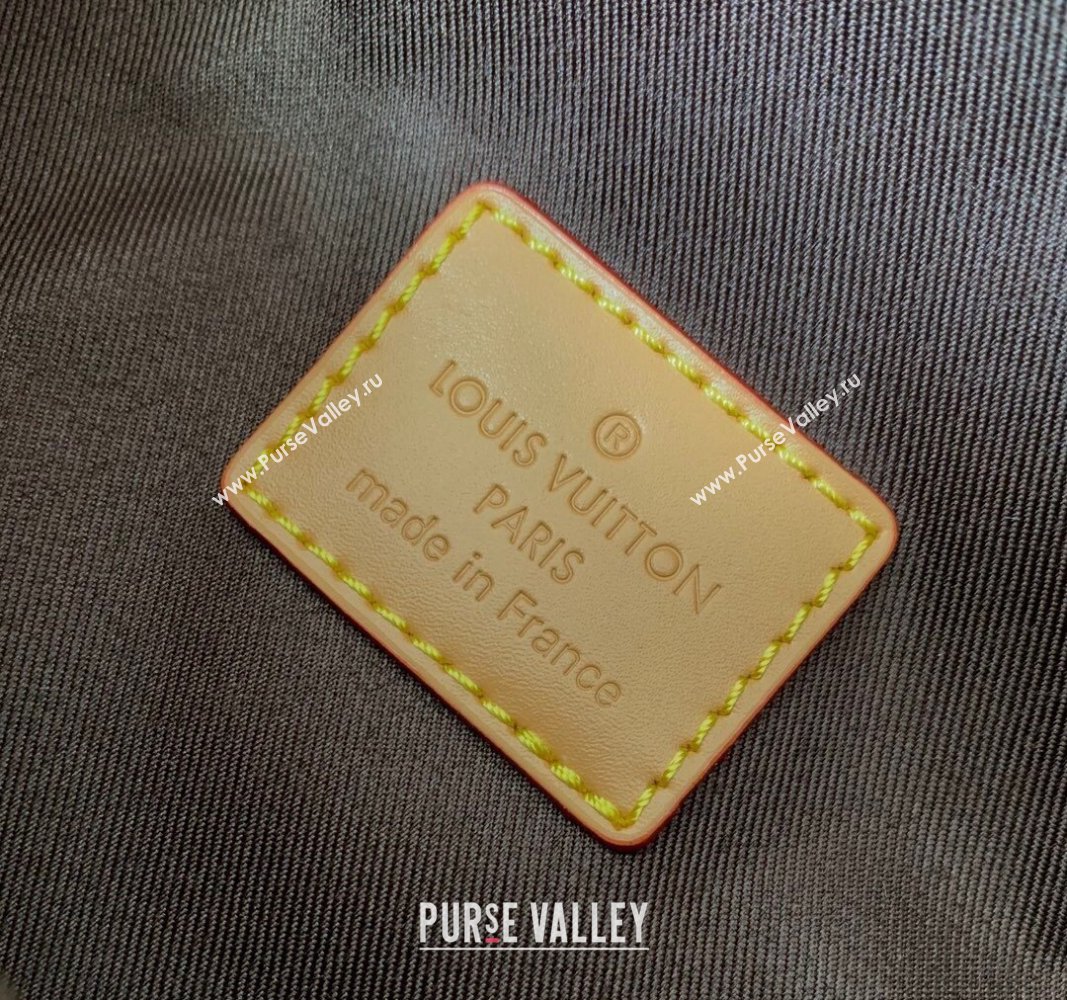 ®
LOUIS VUITTON
PARIS
made in France
www.PurseValley.ru
www.PurseValley.ru
PURSE VALLEY